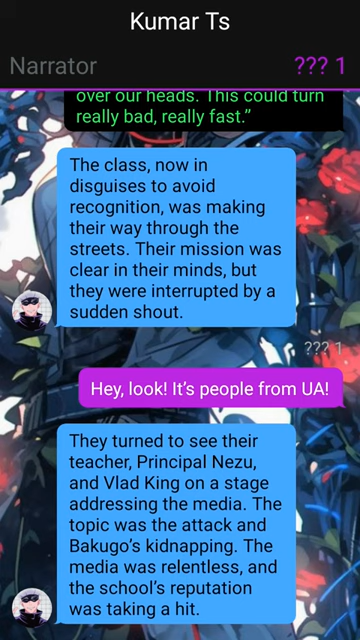 Kumar Ts
Narrator
??? 1
over our heads. This could turn
really bad, really fast.”
The class, now in
disguises to avoid
recognition, was making
their way through the
streets. Their mission was
clear in their minds, but
they were interrupted by a
sudden shout.
??? 1
Hey, look! It’s people from UA!
They turned to see their
teacher, Principal Nezu,
and Vlad King on a stage
addressing the media. The
topic was the attack and
Bakugo’s kidnapping. The
media was relentless, and
the school’s reputation
was taking a hit.